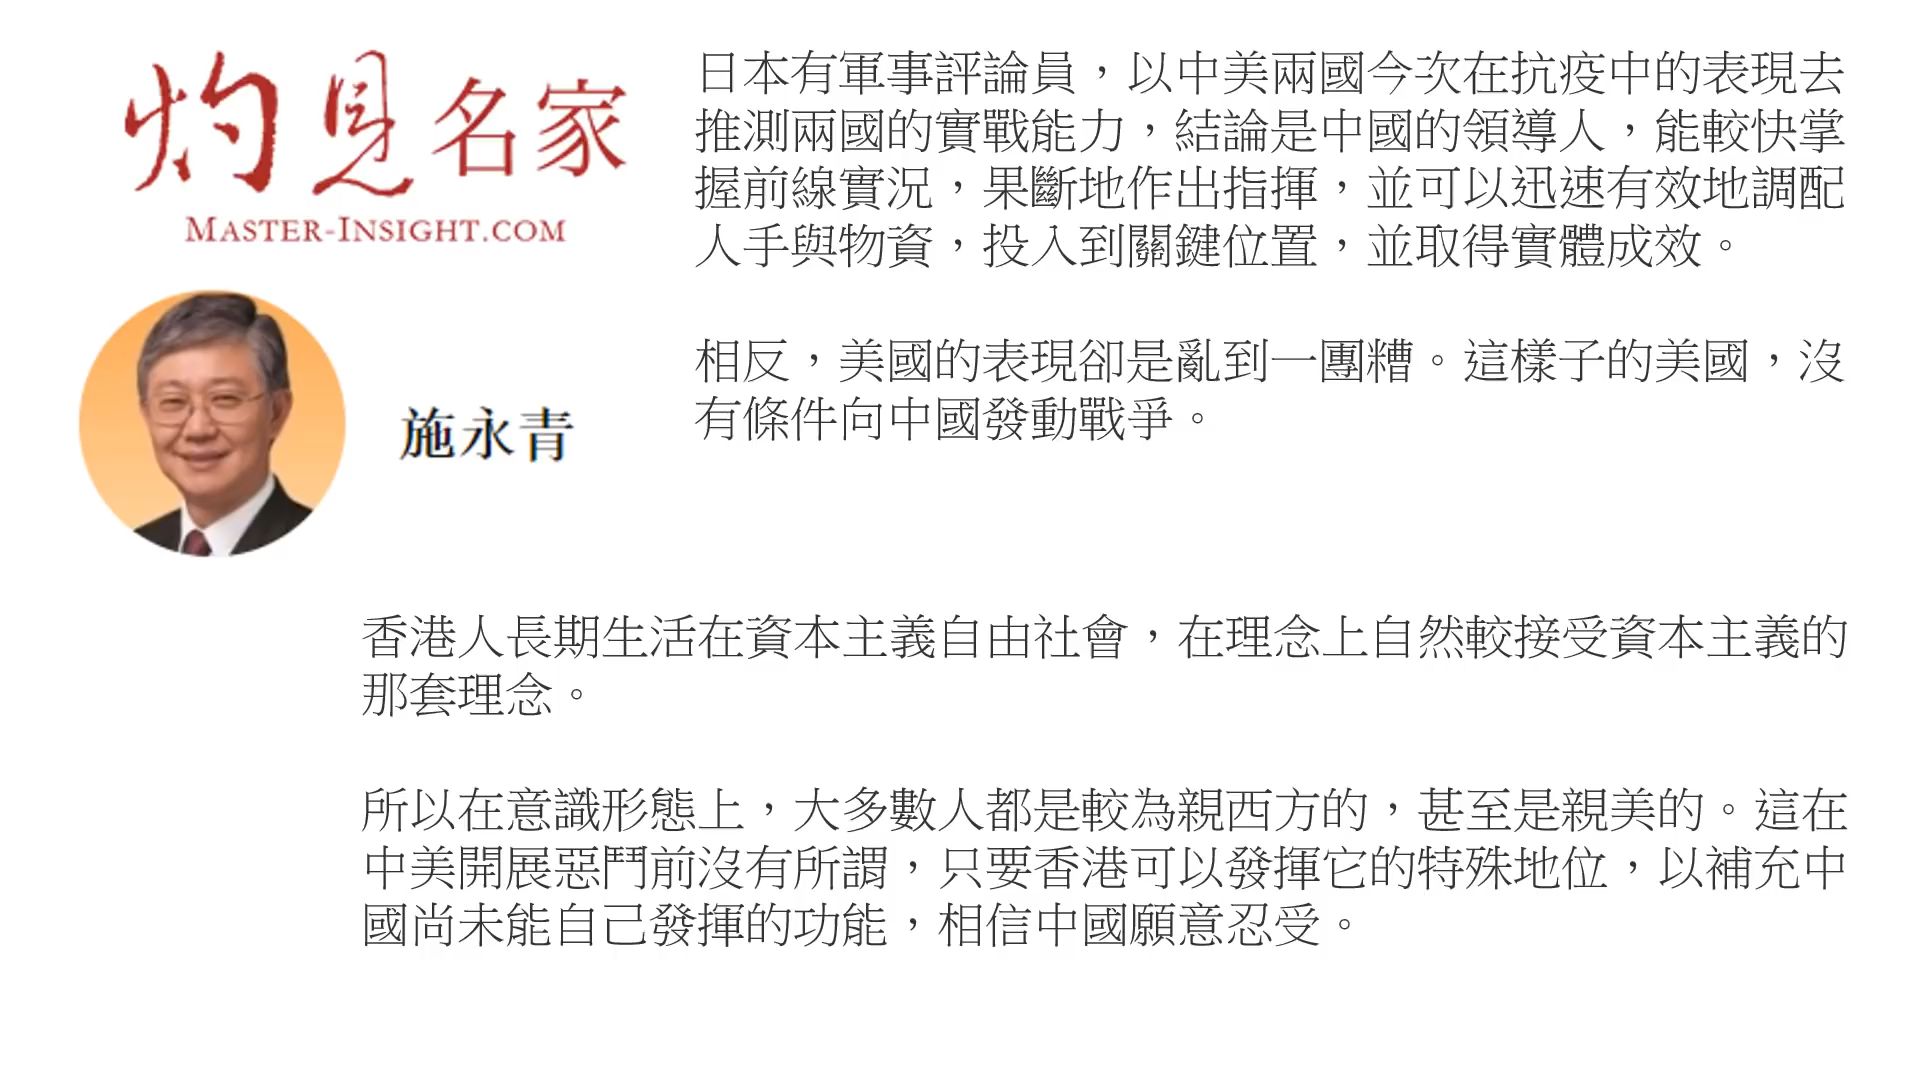 灼見名家
MASTER-INSIGHT.COM
施永青
日本有軍事評論員，以中美兩國今次在抗疫中的表現去
推測兩國的實戰能力，結論是中國的領導人，能較快掌
握前線實況，果斷地作出指揮，並可以迅速有效地調配
人手與物資，投入到關鍵位置，並取得實體成效。
相反，美國的表現卻是亂到一團糟。這樣子的美國，沒
有條件向中國發動戰爭。
香港人長期生活在資本主義自由社會，在理念上自然較接受資本主義的
那套理念。
所以在意識形態上，大多數人都是較為親西方的，甚至是親美的。這在
中美開展惡鬥前沒有所謂，只要香港可以發揮它的特殊地位，以補充中
國尚未能自己發揮的功能，相信中國願意忍受。